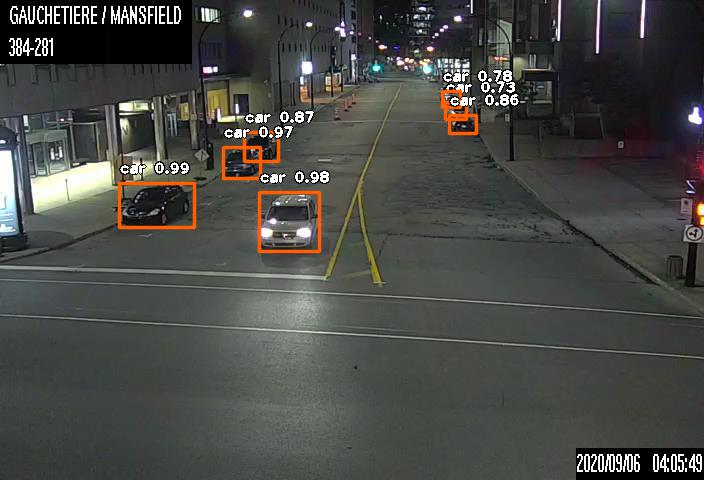 GAUCHETIERE / MANSFIELD
384-281
car 0.78
car 0.73
car 0.86
car 0.87
car 0.97
car 0.99
car 0.98
2020/09/06 04:05:49